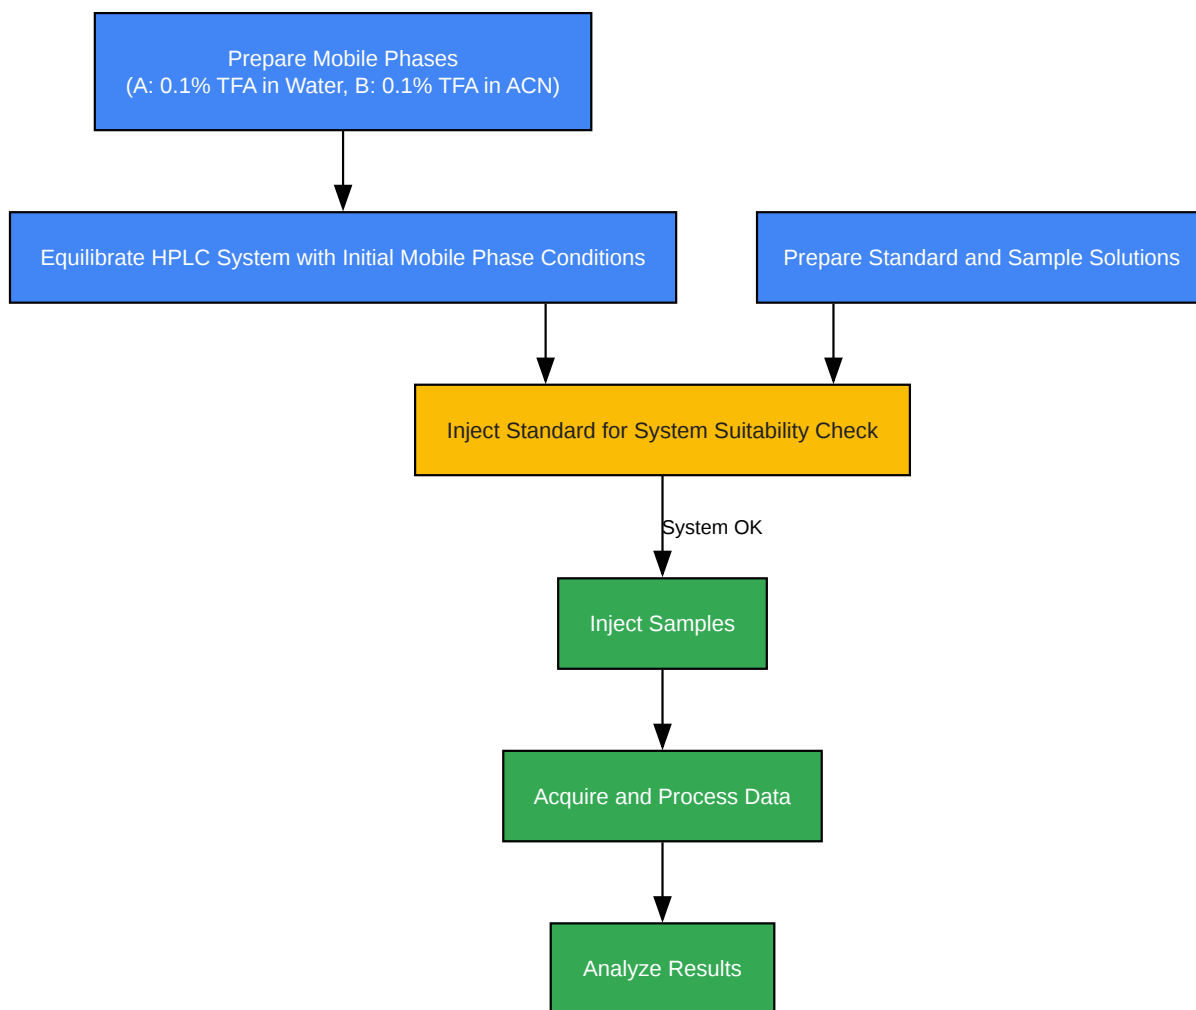 Prepare Mobile Phases
(A: 0.1% TFA in Water, B: 0.1% TFA in ACN)
Equilibrate HPLC System with Initial Mobile Phase Conditions
Prepare Standard and Sample Solutions
Inject Standard for System Suitability Check
System OK
Inject Samples
Acquire and Process Data
Analyze Results